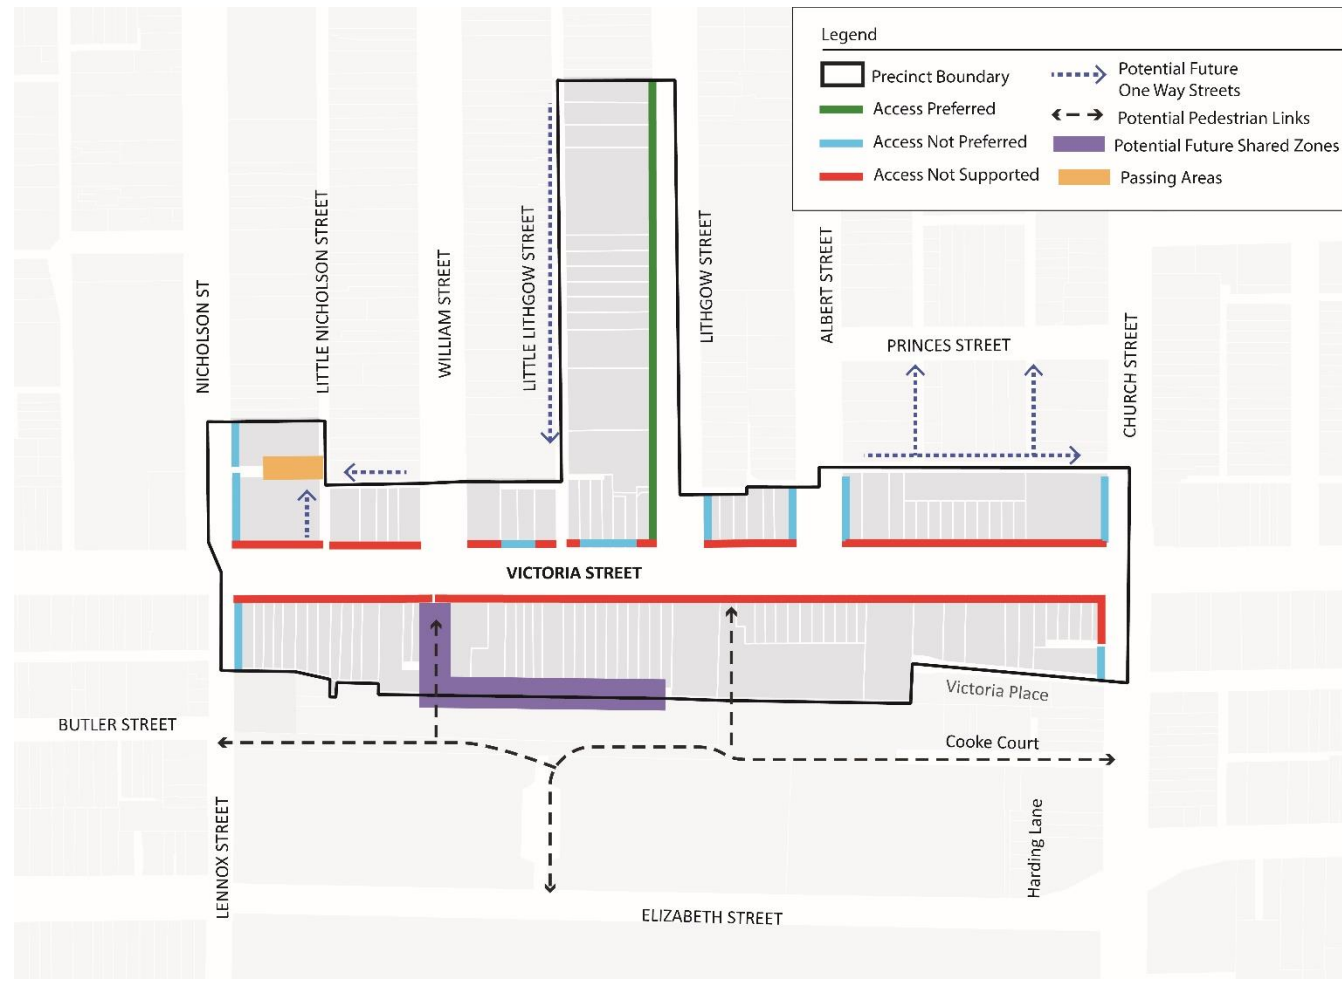 Legend
Precinct Boundary
Access Preferred
Access Not Preferred
Access Not Supported
Potential Future
One Way Streets
Potential Pedestrian Links
Potential Future Shared Zones
Passing Areas
NICHOLSON ST
LITTLE NICHOLSON STREET
WILLIAM STREET
LITTLE LITHGOW STREET
LITHGOW STREET
ALBERT STREET
PRINCES STREET
CHURCH STREET
VICTORIA STREET
Victoria Place
BUTLER STREET
Cooke Court
LENNOX STREET
Harding Lane
ELIZABETH STREET